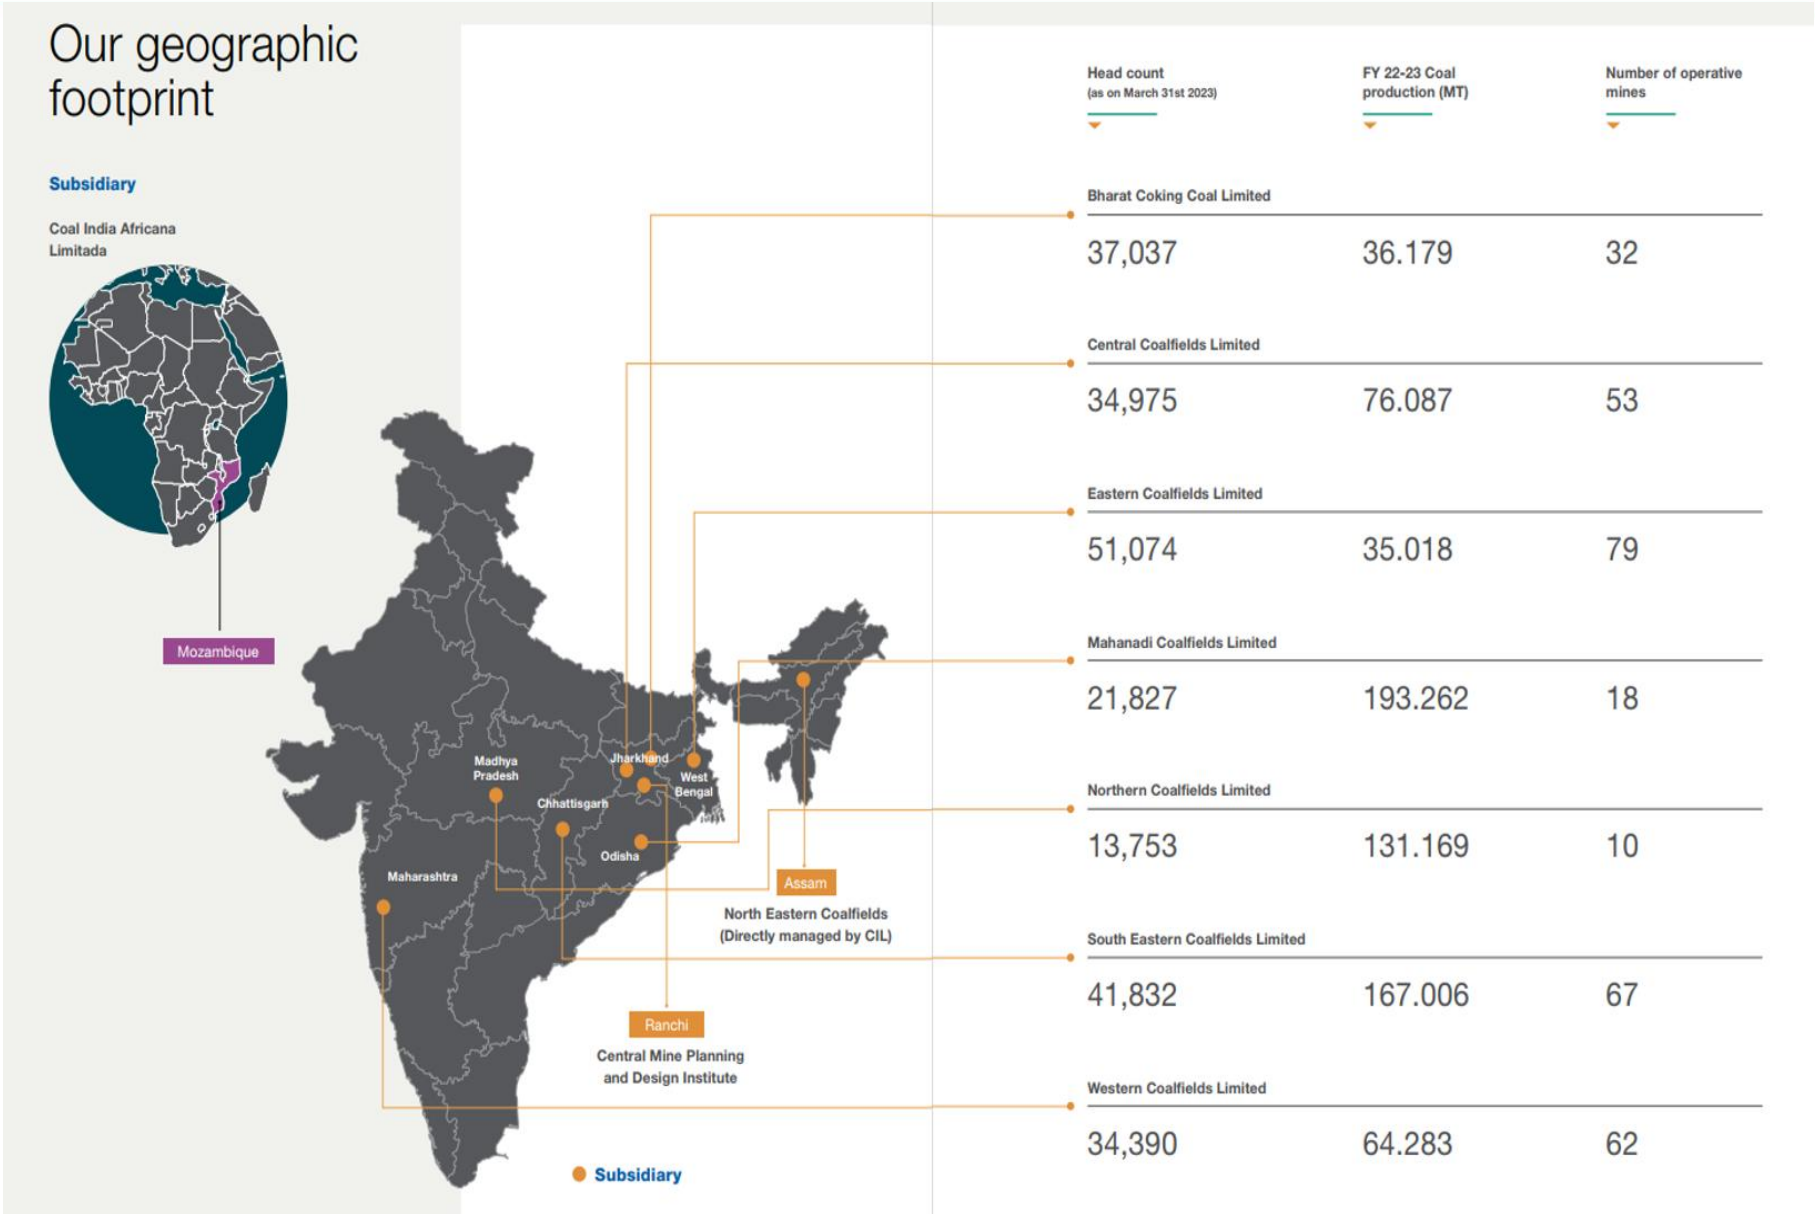 Our geographic
footprint
Subsidiary
Coal India Africana
Limitada
Mozambique
Madhya
Pradesh
Jharkhand
West
Bengal
Chhattisgarh
Odisha
Maharashtra
Assam
North Eastern Coalfields
(Directly managed by CIL)
Ranchi
Central Mine Planning
and Design Institute
Subsidiary
Head count
(as on March 31st 2023)
FY 22-23 Coal
production (MT)
Number of operative
mines
Bharat Coking Coal Limited
37,037 36.179 32
Central Coalfields Limited
34,975 76.087 53
Eastern Coalfields Limited
51,074 35.018 79
Mahanadi Coalfields Limited
21,827 193.262 18
Northern Coalfields Limited
13,753 131.169 10
South Eastern Coalfields Limited
41,832 167.006 67
Western Coalfields Limited
34,390 64.283 62